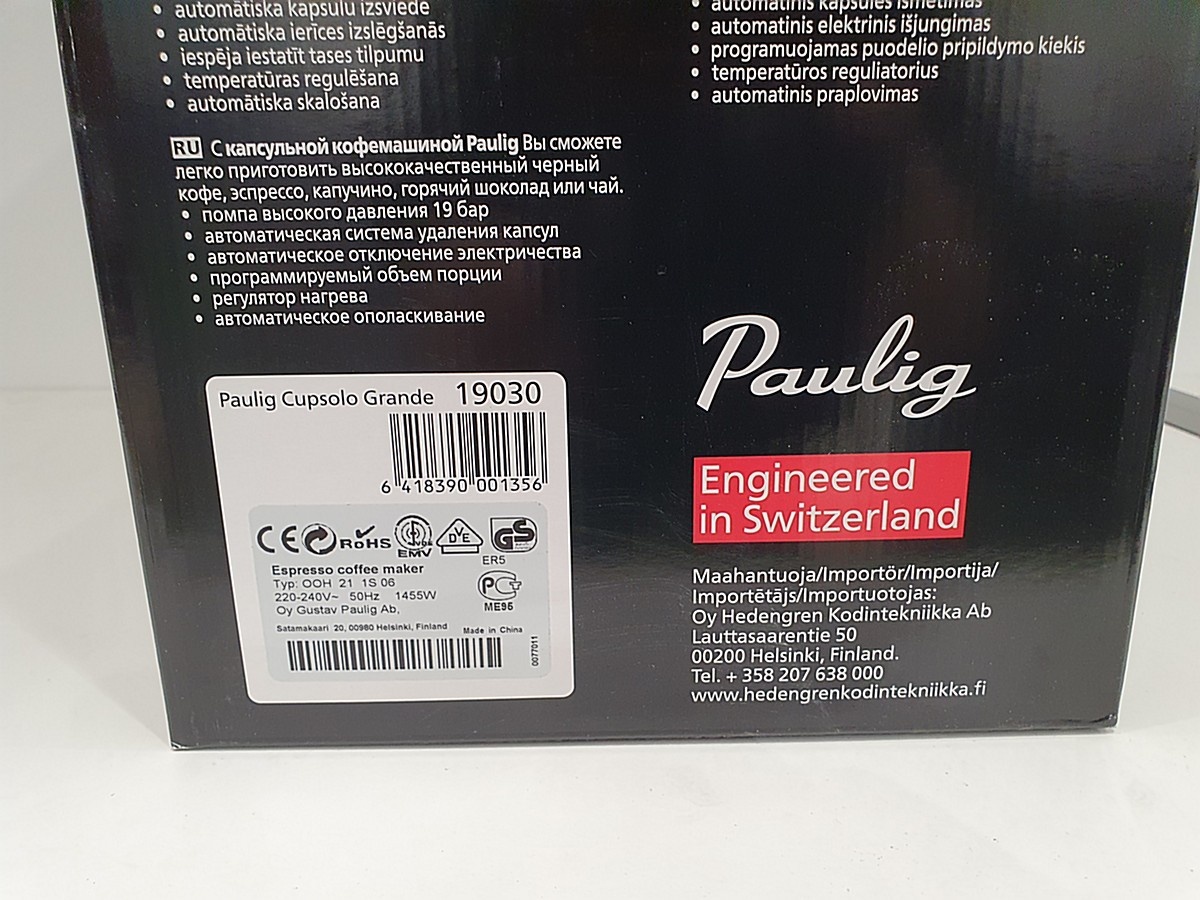 • automātiska kapsulu izsviede
• automātiska ierīces izslēgšanās
• iespēja iestatīt tases tilpumu
• temperatūras regulēšana
• automātiska skalošana
• automatinis kapsulės išmetimas
• automatinis elektrinis išjungimas
• programuojamas puodelio pripildymo kiekis
• temperatūros reguliatorius
• automatinis praplovimas
RU С капсульной кофемашиной Paulig Вы сможете
легко приготовить высококачественный черный
кофе, эспрессо, капучино, горячий шоколад или чай.
• помпа высокого давления 19 бар
• автоматическая система удаления капсул
• автоматическое отключение электричества
• программируемый объем порции
• регулятор нагрева
• автоматическое ополаскивание
Paulig Cupsolo Grande 19030
6 418390 001356
CE RoHS VDE EMV DVE GS
ER5
Espresso coffee maker
Typ: OOH 21 1S 06
220-240V~ 50Hz 1455W
Oy Gustav Paulig Ab,
ME95
Satamakaari 20, 00980 Helsinki, Finland Made in China
0077011
Paulig
Engineered
in Switzerland
Maahantuoja/Importör/Importija/
Importētājs/Importuotojas:
Oy Hedengren Kodintekniikka Ab
Lauttasaarentie 50
00200 Helsinki, Finland.
Tel. + 358 207 638 000
www.hedengrenkodintekniikka.fi